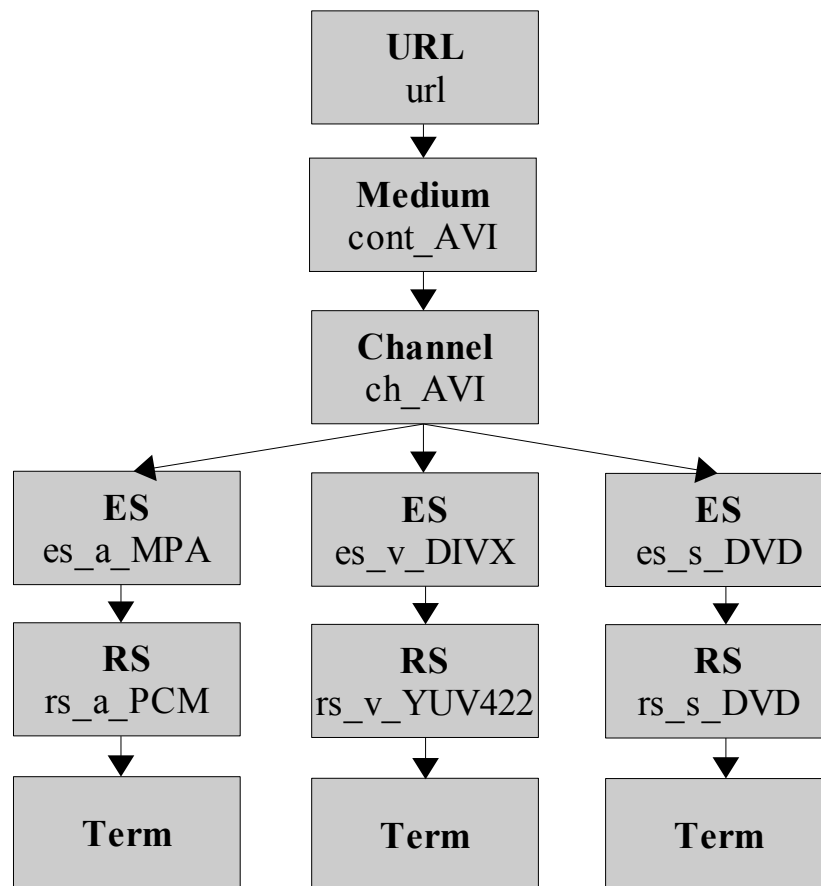 URL
url
Medium
cont_AVI
Channel
ch_AVI
ES
es_a_MPA
ES
es_v_DIVX
ES
es_s_DVD
RS
rs_a_PCM
RS
rs_v_YUV422
RS
rs_s_DVD
Term
Term
Term